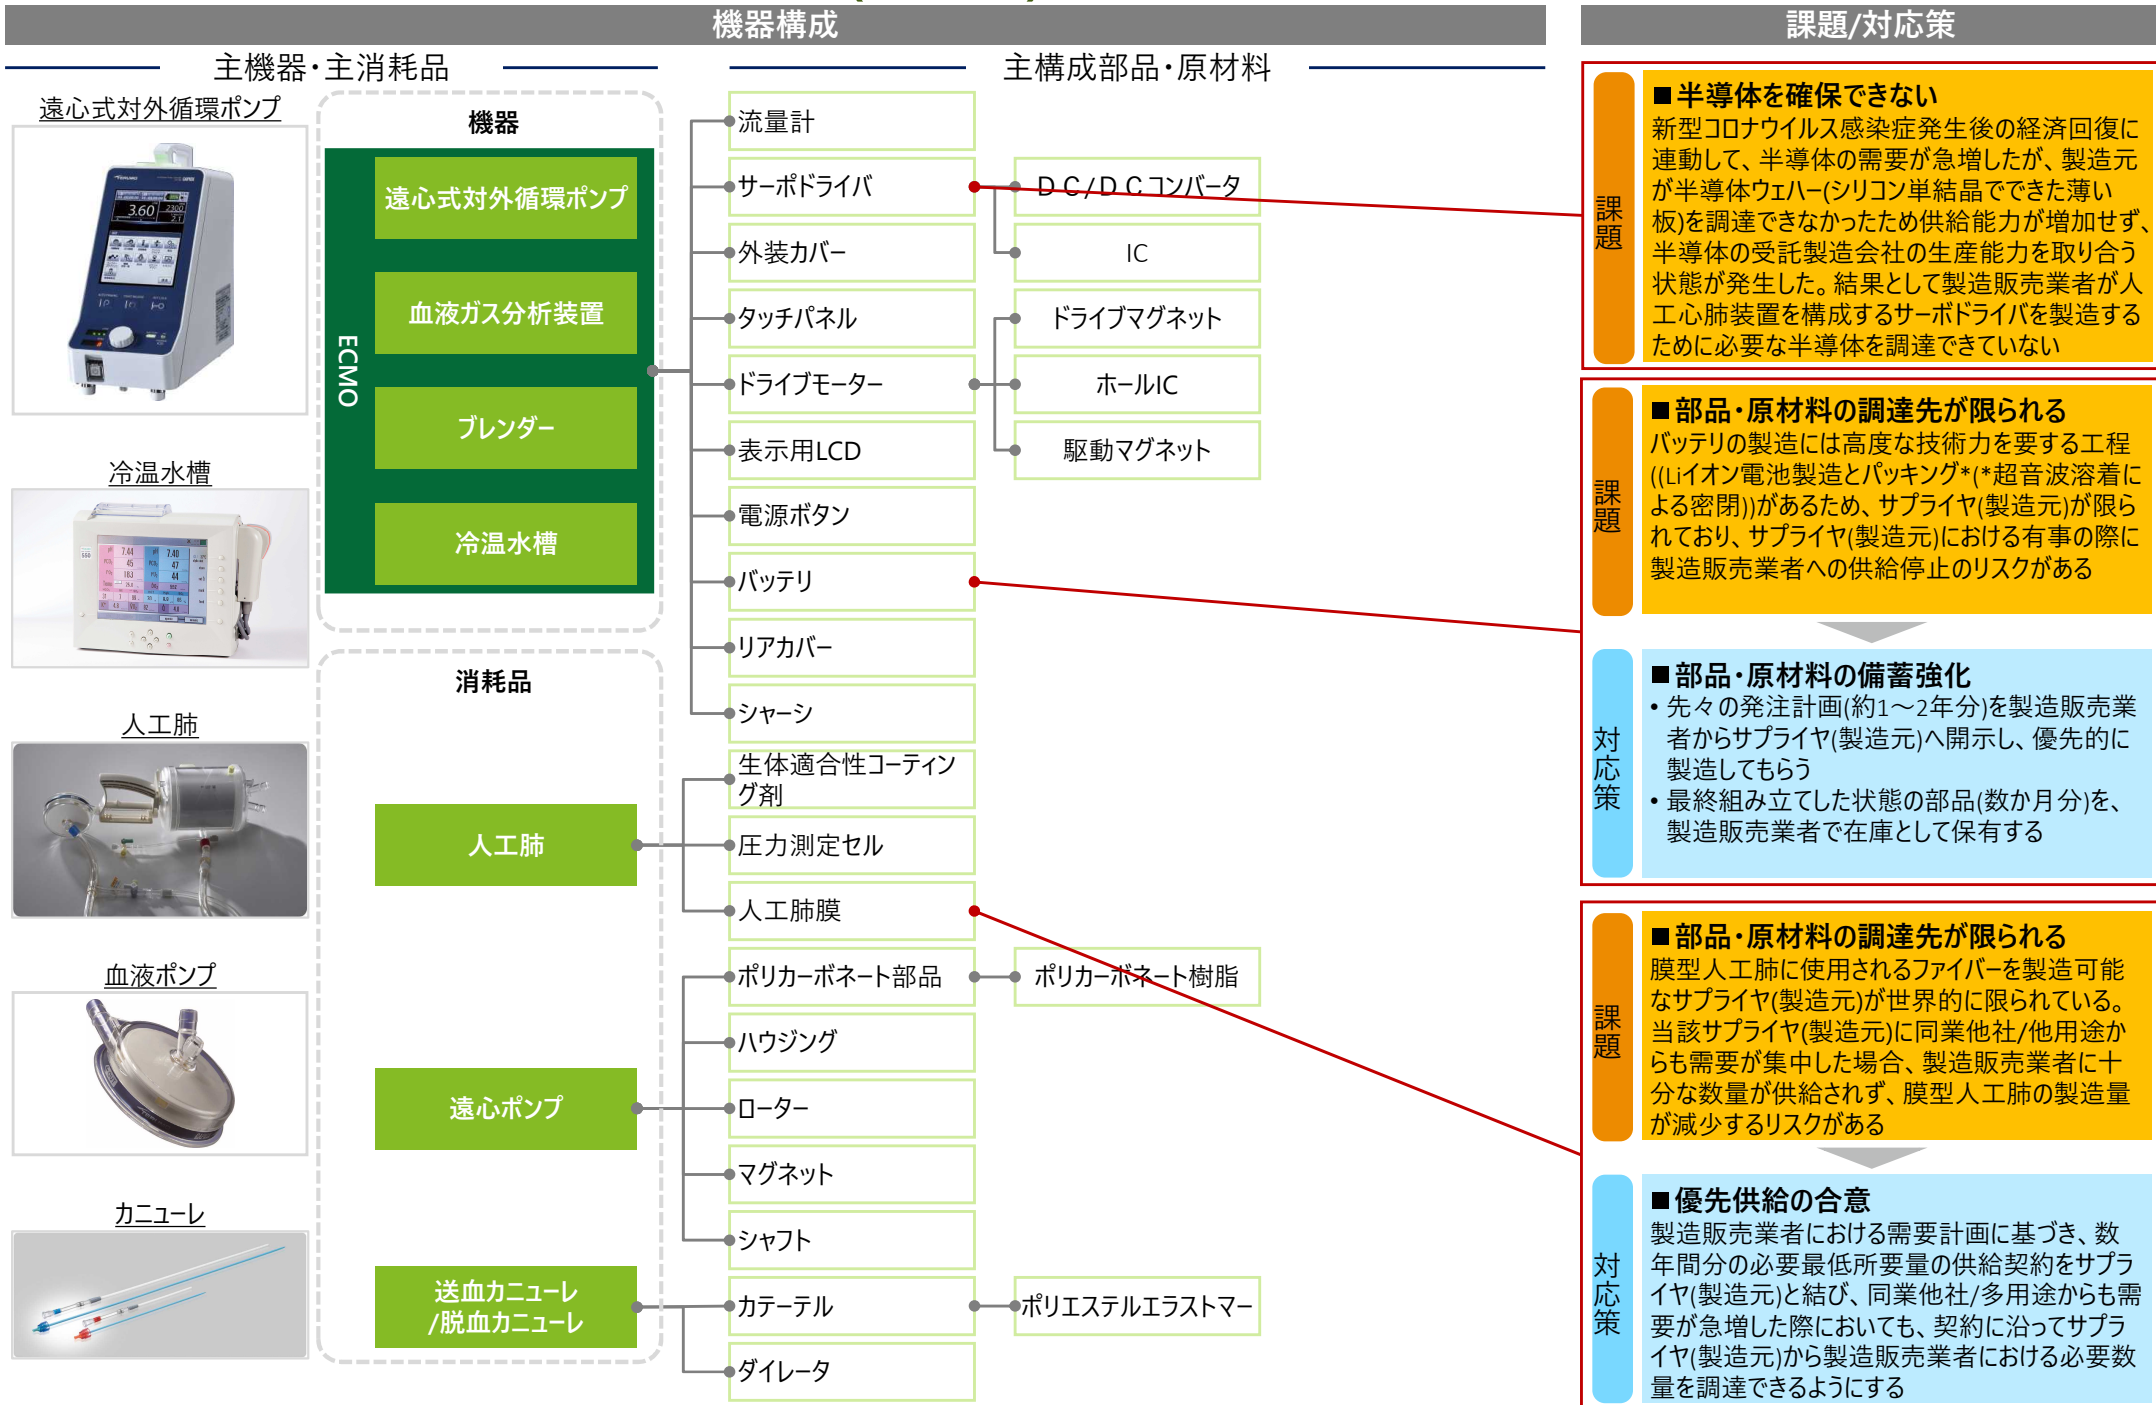 機器構成
主機器・主消耗品
主構成部品・原材料
遠心式対外循環ポンプ
冷温水槽
人工肺
血液ポンプ
カニューレ
機器
ECMO
遠心式対外循環ポンプ
血液ガス分析装置
ブレンダー
冷温水槽
消耗品
人工肺
遠心ポンプ
送血カニューレ
/脱血カニューレ
流量計
サーボドライバ
外装カバー
タッチパネル
ドライブモーター
表示用LCD
電源ボタン
バッテリ
リアカバー
シャーシ
生体適合性コーティン
グ剤
圧力測定セル
人工肺膜
ポリカーボネート部品
ハウジング
ローター
マグネット
シャフト
カテーテル
ダイレータ
ＤＣ/ＤＣコンバータ
IC
ドライブマグネット
ホールIC
駆動マグネット
ポリカーボネート樹脂
ポリエステルエラストマー
課題/対応策
課題
■半導体を確保できない
新型コロナウイルス感染症発生後の経済回復に
連動して、半導体の需要が急増したが、製造元
が半導体ウェハー(シリコン単結晶でできた薄い
板)を調達できなかったため供給能力が増加せず、
半導体の受託製造会社の生産能力を取り合う
状態が発生した。結果として製造販売業者が人
工心肺装置を構成するサーボドライバを製造する
ために必要な半導体を調達できていない
課題
■部品・原材料の調達先が限られる
バッテリの製造には高度な技術力を要する工程
((Liイオン電池製造とパッキング*(*超音波溶着に
よる密閉))があるため、サプライヤ(製造元)が限ら
れており、サプライヤ(製造元)における有事の際に
製造販売業者への供給停止のリスクがある
対応策
■部品・原材料の備蓄強化
• 先々の発注計画(約1～2年分)を製造販売業
者からサプライヤ(製造元)へ開示し、優先的に
製造してもらう
• 最終組み立てした状態の部品(数か月分)を、
製造販売業者で在庫として保有する
課題
■部品・原材料の調達先が限られる
膜型人工肺に使用されるファイバーを製造可能
なサプライヤ(製造元)が世界的に限られている。
当該サプライヤ(製造元)に同業他社/他用途か
らも需要が集中した場合、製造販売業者に十
分な数量が供給されず、膜型人工肺の製造量
が減少するリスクがある
対応策
■優先供給の合意
製造販売業者における需要計画に基づき、数
年間分の必要最低所要量の供給契約をサプラ
イヤ(製造元)と結び、同業他社/多用途からも需
要が急増した際においても、契約に沿ってサプラ
イヤ(製造元)から製造販売業者における必要数
量を調達できるようにする